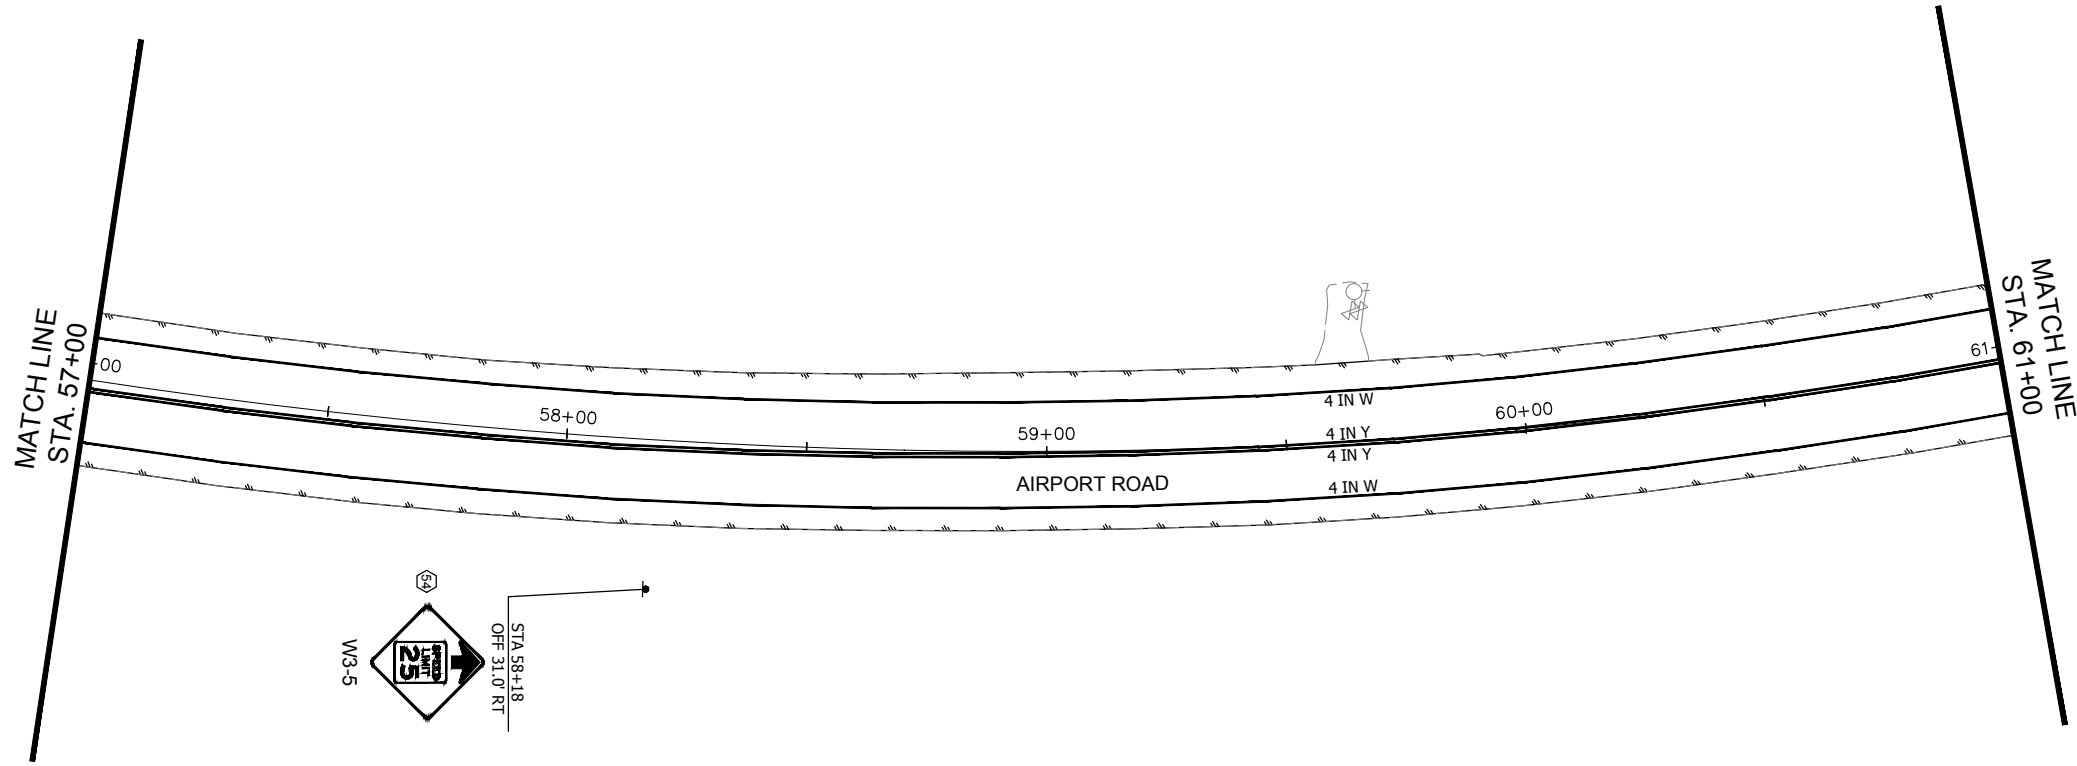 MATCH LINE
STA. 57+00
00
58+00
59+00
60+00
61
MATCH LINE
STA. 61+00
4 IN W
4 IN Y
4 IN Y
4 IN W
AIRPORT ROAD
54
SPEED
LIMIT
25
W3-5
STA 58+18
OFF 31.0' RT